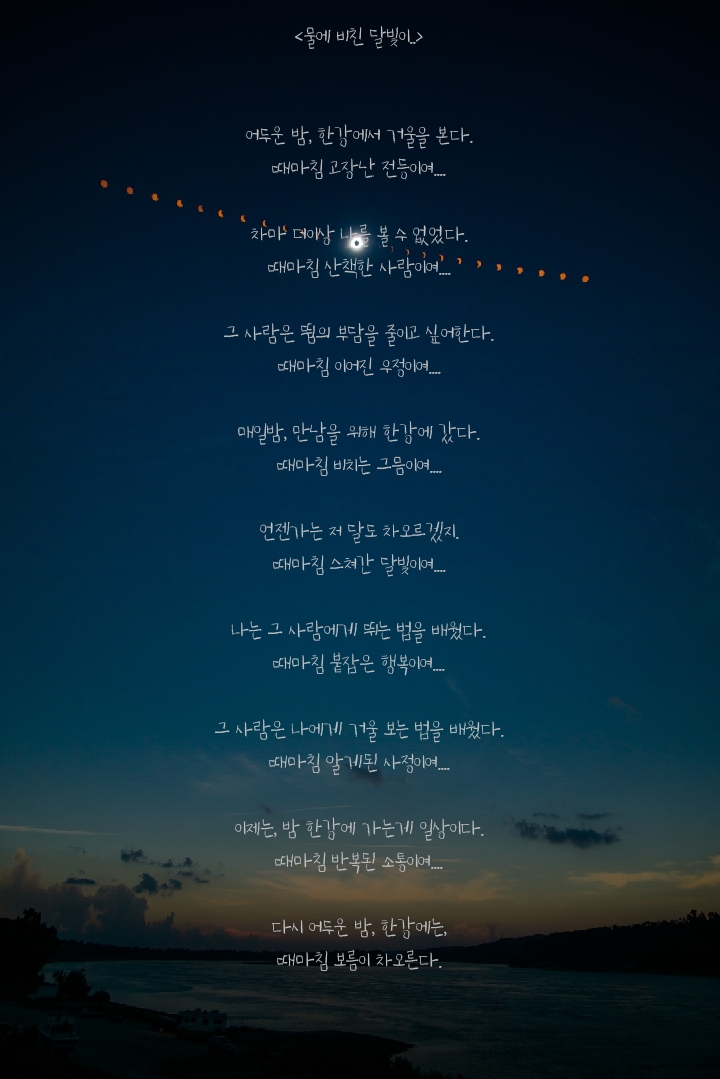 <물에 비친 달빛이..>
어두운 밤, 한강에서 거울을 본다.
때마침 고장난 전등이여....
차마 더이상 나를 볼 수 없었다.
때마침 산책한 사람이여....
그 사람은 뜀의 부담을 줄이고 싶어한다.
때마침 이어진 우정이여....
매일밤, 만남을 위해 한강에 갔다.
때마침 비치는 그믐이여....
언젠가는 저 달도 차오르겠지.
때마침 스쳐간 달빛이여....
나는 그 사람에게 뛰는 법을 배웠다.
때마침 붙잡은 행복이여....
그 사람은 나에게 거울 보는 법을 배웠다.
때마침 알게된 사정이여....
이제는, 밤 한강에 가는게 일상이다.
때마침 반복된 소통이여....
다시 어두운 밤, 한강에는,
때마침 보름이 차오른다.